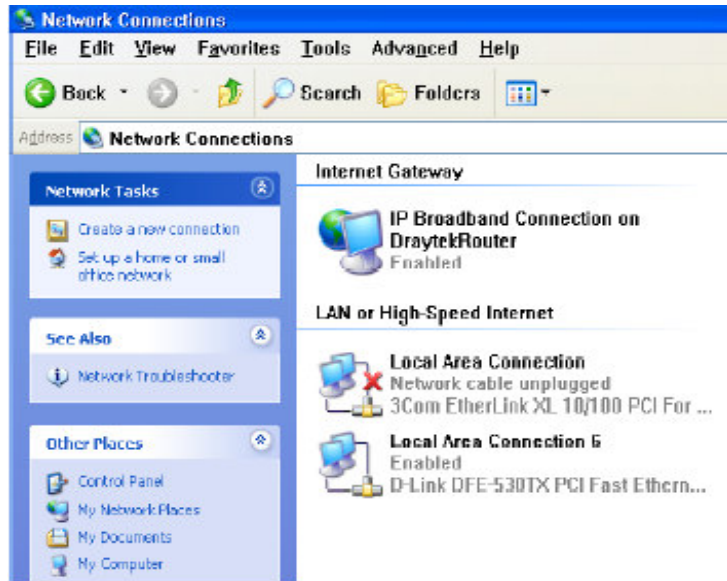 Network Connections
File Edit View Favorites Tools Advanced Help
Back Search Folders
Address Network Connections
Network Tasks
Create a new connection
Set up a home or small
office network
See Also
Network Troubleshooter
Other Places
Control Panel
My Network Places
My Documents
My Computer
Internet Gateway
IP Broadband Connection on
DraytekRouter
Enabled
LAN or High-Speed Internet
Local Area Connection
Network cable unplugged
3Com EtherLink XL 10/100 PCI For ...
Local Area Connection 6
Enabled
D-Link DFE-530TX PCI Fast Ethern...